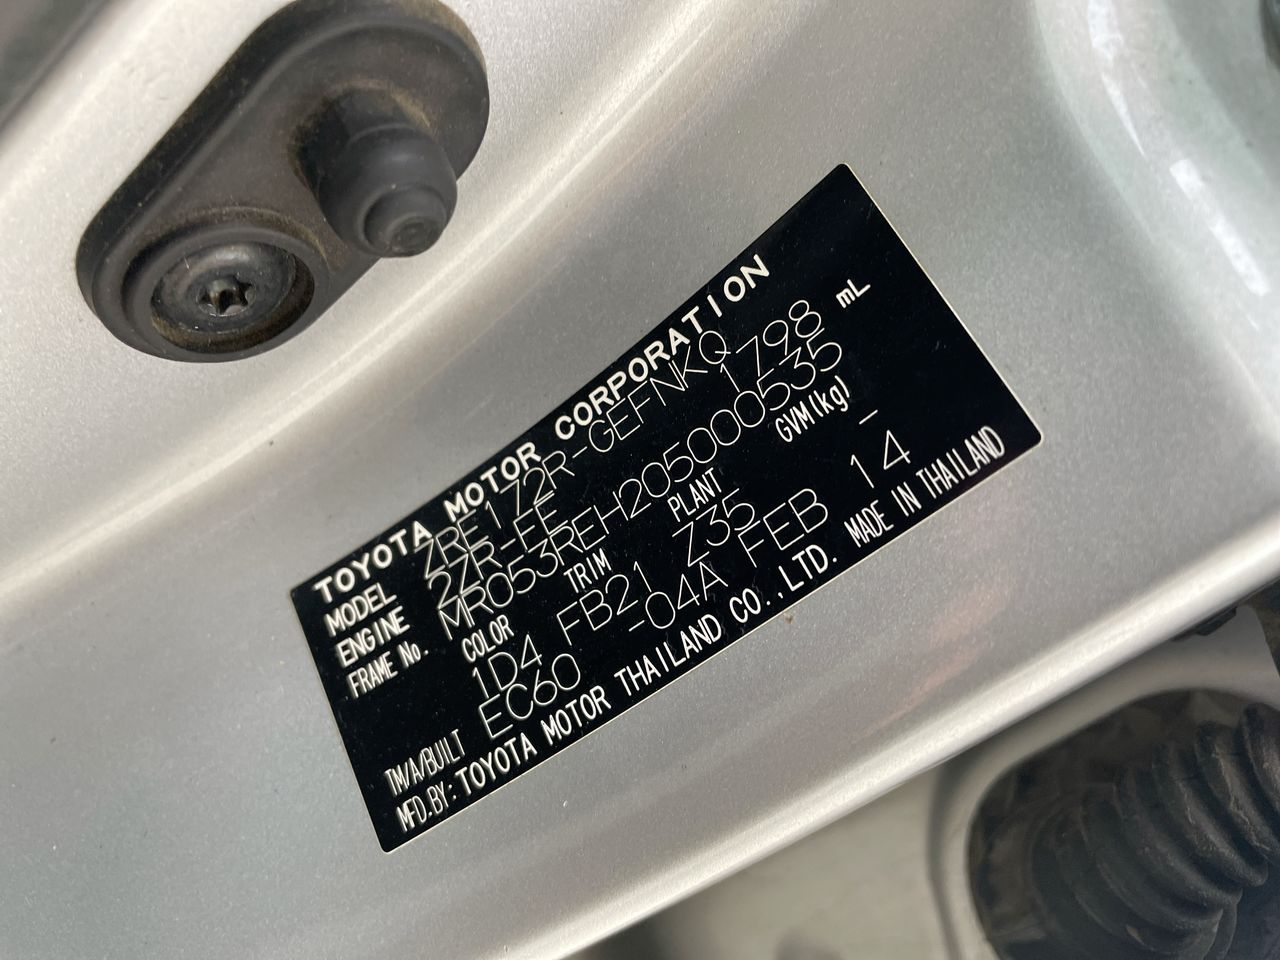 TOYOTA MOTOR CORPORATION
MODEL ZRE172R-GEFNKQ
ENGINE 2ZR-FE 1798 mL
FRAME No. MR053REH205000535
COLOR TRIM PLANT GVM(kg)
1D4 FB21 Z35 -
EC60 -04A FEB 14
TM/A/BUILT
MFD.BY: TOYOTA MOTOR THAILAND CO.,LTD. MADE IN THAILAND